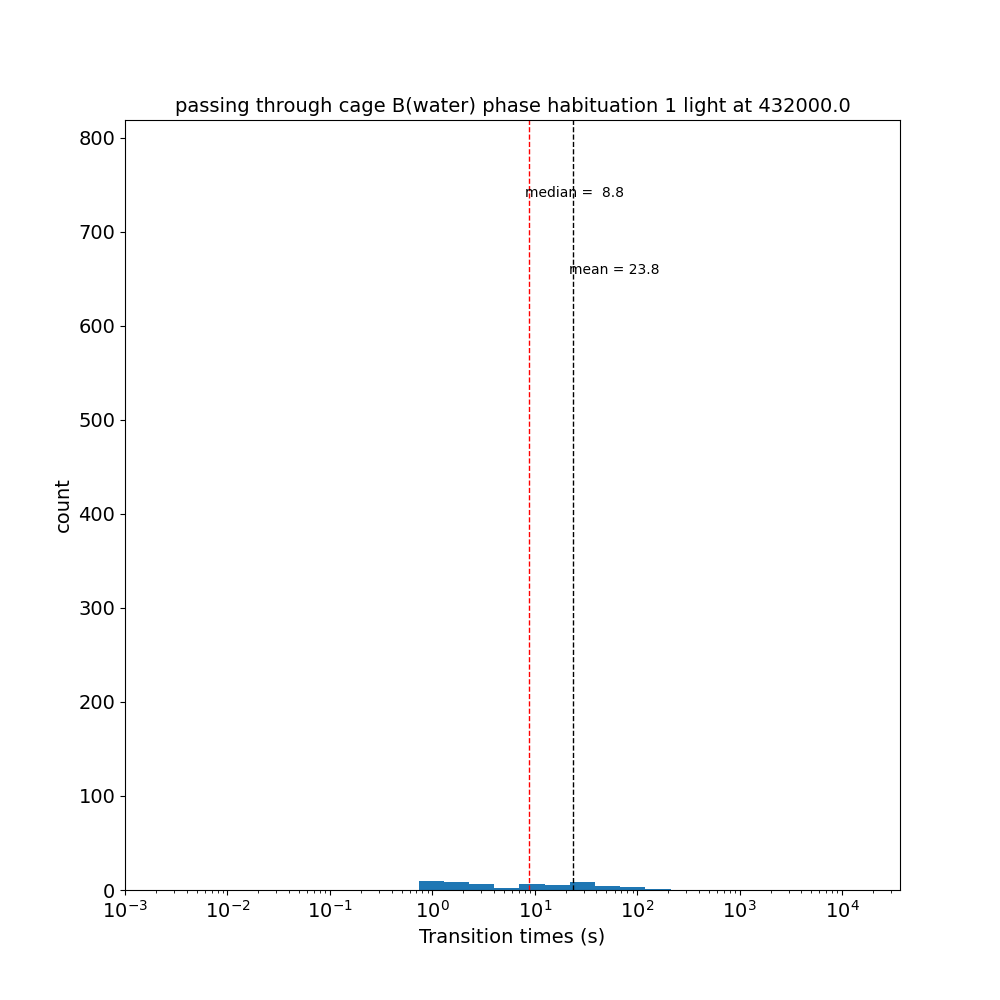 passing through cage B(water) phase habituation 1 light at 432000.0
800
700
600
500
400
300
200
100
0
count
median =  8.8
mean = 23.8
10⁻³ 10⁻² 10⁻¹ 10⁰ 10¹ 10² 10³ 10⁴
Transition times (s)